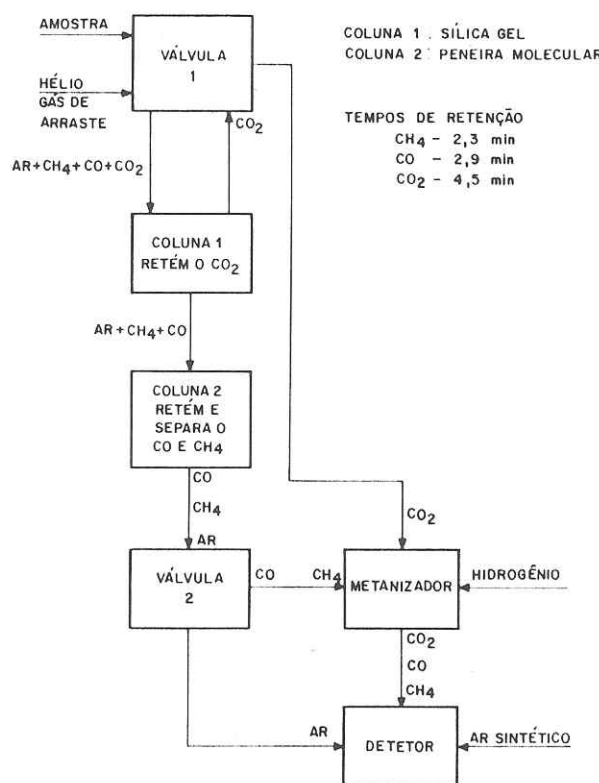 AMOSTRA
HÉLIO
GÁS DE
ARRASTE
VÁLVULA
1
COLUNA 1 : SÍLICA GEL
COLUNA 2 : PENEIRA MOLECULAR
TEMPOS DE RETENÇÃO
CH4 - 2,3 min
CO - 2,9 min
CO2 - 4,5 min
CO2
AR+CH4+CO+CO2
COLUNA 1
RETÉM O CO2
AR+CH4+CO
COLUNA 2
RETÉM E
SEPARA O
CO E CH4
CO
CH4
AR
CO2
VÁLVULA
2
CO CH4
METANIZADOR
HIDROGÊNIO
CO2
CO
CH4
AR
DETETOR
AR SINTÉTICO